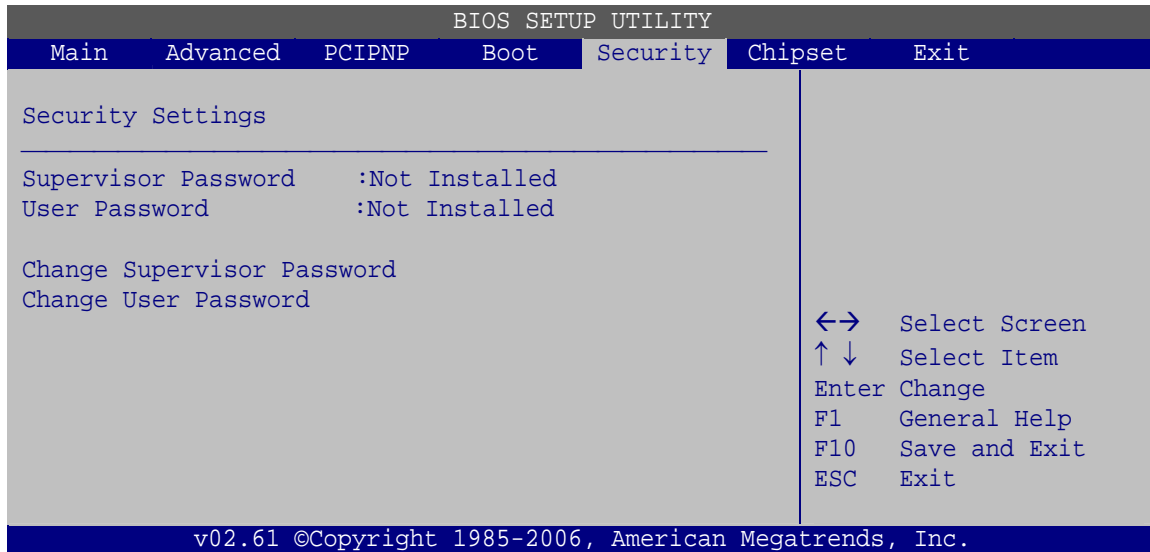 BIOS SETUP UTILITY
Main Advanced PCIPNP Boot Security Chipset Exit
Security Settings
Supervisor Password :Not Installed
User Password :Not Installed
Change Supervisor Password
Change User Password
←→ Select Screen
↑ ↓ Select Item
Enter Change
F1 General Help
F10 Save and Exit
ESC Exit
v02.61 ©Copyright 1985-2006, American Megatrends, Inc.